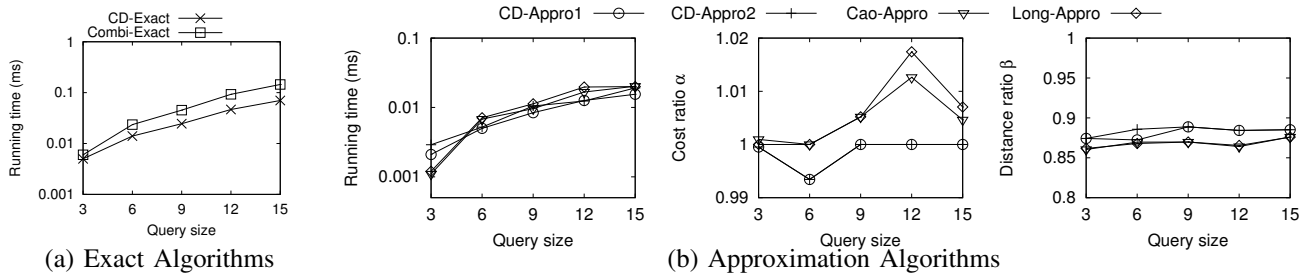 CD-Exact
Combi-Exact
Running time (ms)
1
0.1
0.01
0.001
3 6 9 12 15
Query size
(a) Exact Algorithms
CD-Appro1 CD-Appro2 Cao-Appro Long-Appro
Running time (ms)
0.1
0.01
0.001
3 6 9 12 15
Query size
Cost ratio α
1.02
1.01
1
0.99
3 6 9 12 15
Query size
Distance ratio β
1
0.95
0.9
0.85
0.8
3 6 9 12 15
Query size
(b) Approximation Algorithms